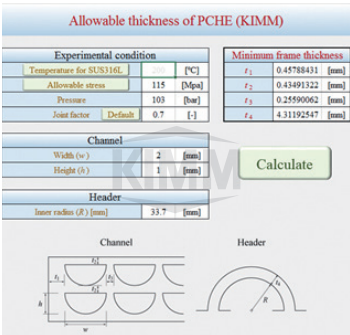 Allowable thickness of PCHE (KIMM)
Experimental condition
Temperature for SUS316L [℃]
Allowable stress 115 [Mpa]
Pressure 103 [bar]
Joint factor Default 0.7 [-]
Minimum frame thickness
t1 0.45788431 [mm]
t2 0.43491322 [mm]
t3 0.25590062 [mm]
t4 4.31192547 [mm]
Channel
Width (w) 2 [mm]
Height (h) 1 [mm]
Calculate
KIMM
Header
Inner radius (R) [mm] 33.7 [mm]
Channel Header
t2
t1 t3
t2
h
w
t4
R